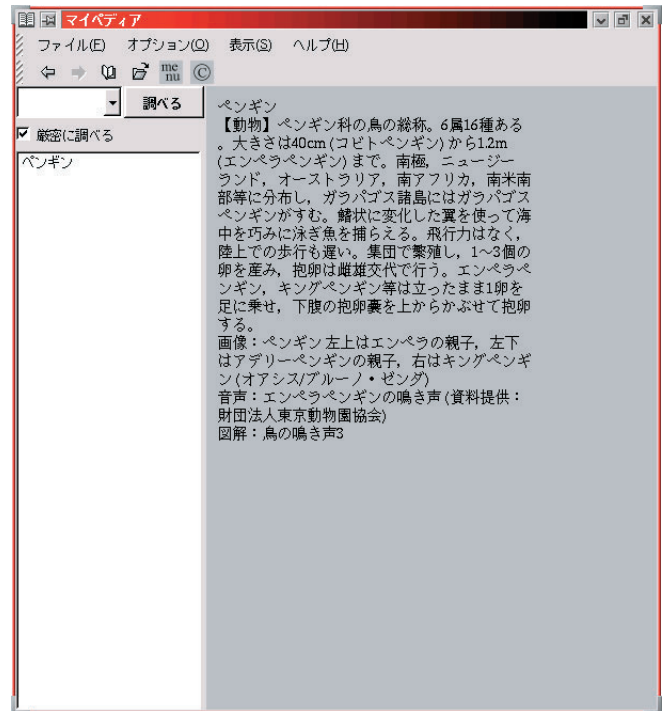 マイペディア
ファイル(F) オプション(O) 表示(S) ヘルプ(H)
me
nu ©
調べる
厳密に調べる
ペンギン
ペンギン
【動物】ペンギン科の鳥の総称。6属16種ある
。大きさは40cm (コビトペンギン) から1.2m
(エンペラペンギン) まで。南極，ニュージー
ランド，オーストラリア，南アフリカ，南米南
部等に分布し，ガラパゴス諸島にはガラパゴス
ペンギンがすむ。鰭状に変化した翼を使って海
中を巧みに泳ぎ魚を捕らえる。飛行力はなく，
陸上での歩行も遅い。集団で繁殖し，1〜3個の
卵を産み，抱卵は雌雄交代で行う。エンペラペ
ンギン，キングペンギン等は立ったまま1卵を
足に乗せ，下腹の抱卵嚢を上からかぶせて抱卵
する。
画像：ペンギン 左上はエンペラの親子，左下
はアデリーペンギンの親子，右はキングペンギ
ン (オアシス/ブルーノ・ゼンダ)
音声：エンペラペンギンの鳴き声 (資料提供：
財団法人東京動物園協会)
図解：鳥の鳴き声3